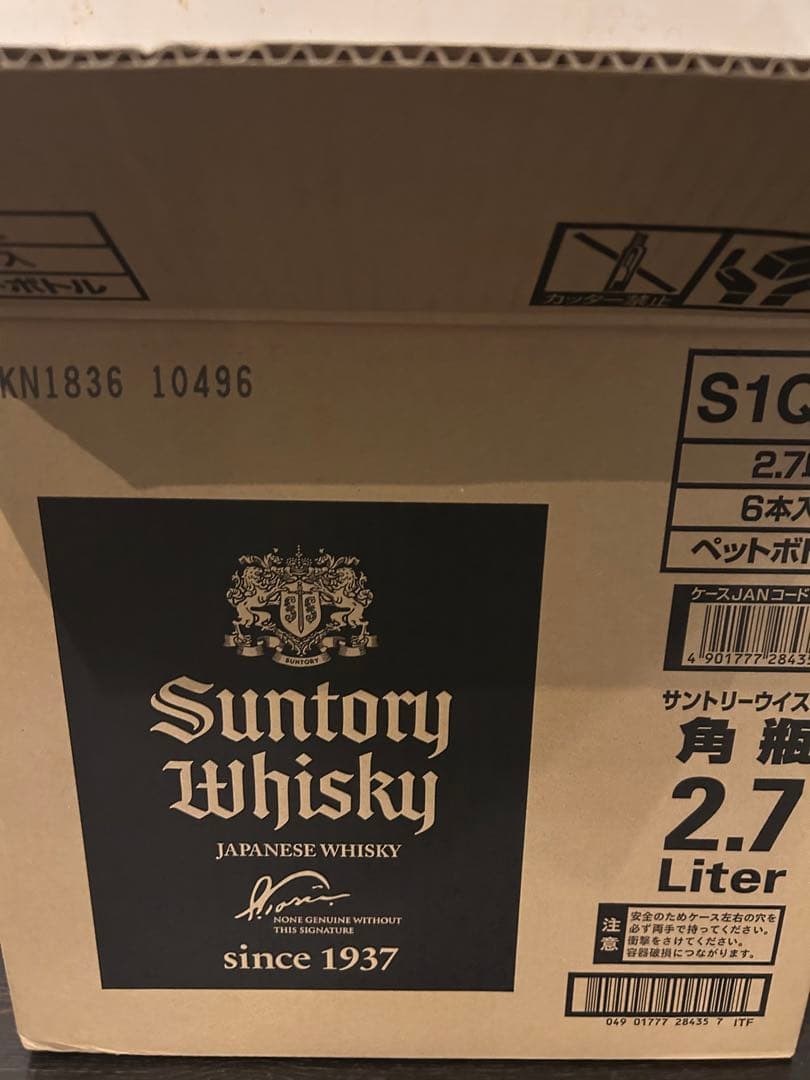 入
ボトル
カッター禁止
KN1836 10496
S1Q
2.7
6本入
ペットボト
ケースJANコード
4 901777 28435
SUNTORY
Suntory
Whisky
JAPANESE WHISKY
NONE GENUINE WITHOUT
THIS SIGNATURE
since 1937
サントリーウイス
角瓶
2.7
Liter
注意
安全のためケース左右の穴を
必ず両手で持ってください。
衝撃をさけてください。
容器破損につながります。
049 01777 28435 7 ITF